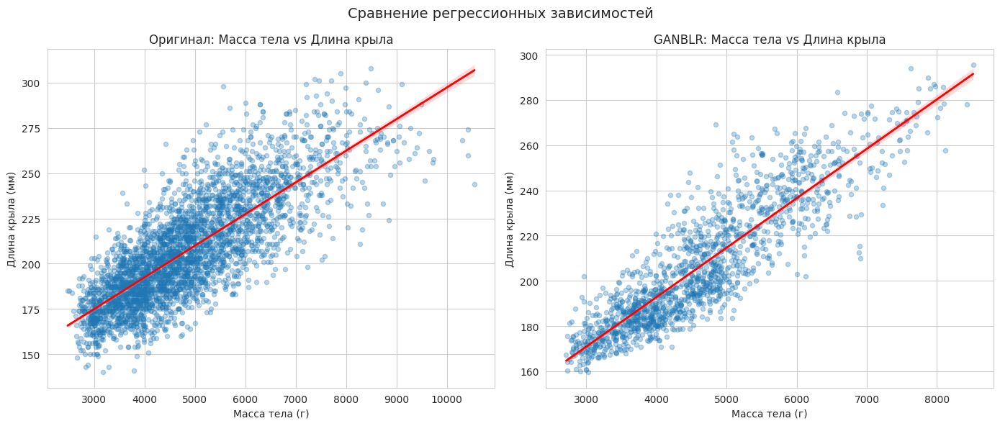 Сравнение регрессионных зависимостей
Оригинал: Масса тела vs Длина крыла
Длина крыла (мм)
300
275
250
225
200
175
150
3000 4000 5000 6000 7000 8000 9000 10000
Масса тела (г)
GANBLR: Масса тела vs Длина крыла
Длина крыла (мм)
300
280
260
240
220
200
180
160
3000 4000 5000 6000 7000 8000
Масса тела (г)